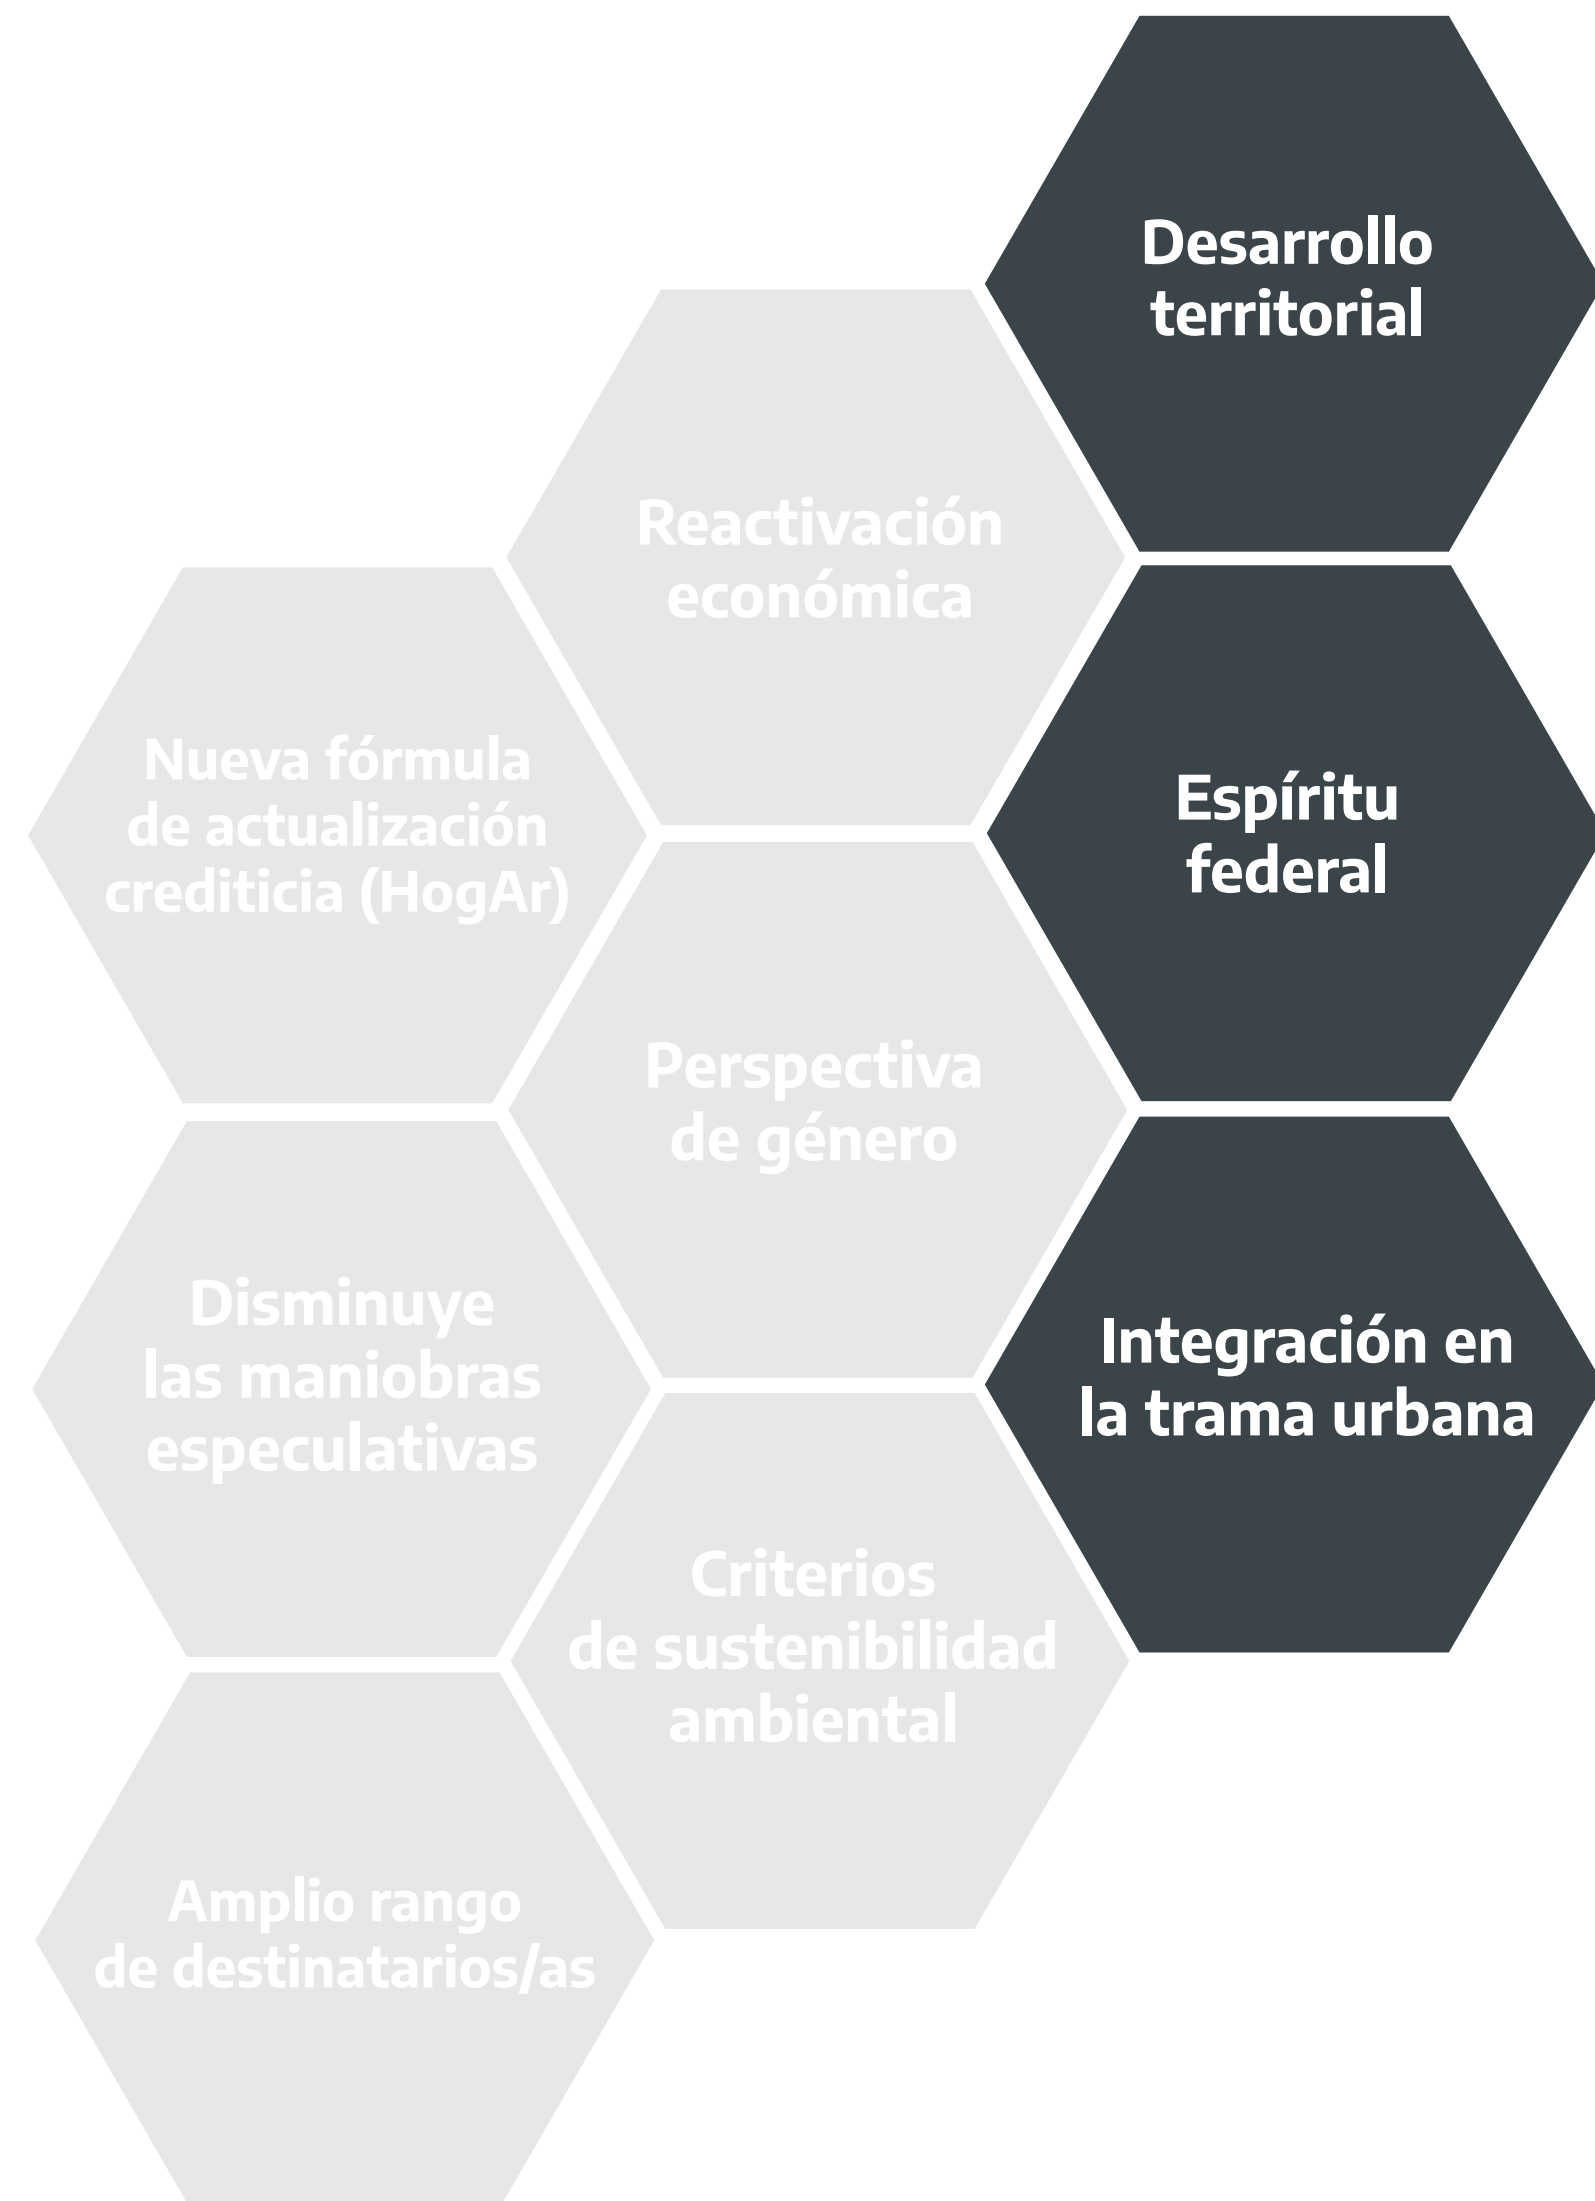 Desarrollo
territorial
Reactivación
económica
Nueva fórmula
de actualización
crediticia (HogAr)
Espíritu
federal
Perspectiva
de género
Disminuye
las maniobras
especulativas
Integración en
la trama urbana
Criterios
de sustenibilidad
ambiental
Amplio rango
de destinatarios/as